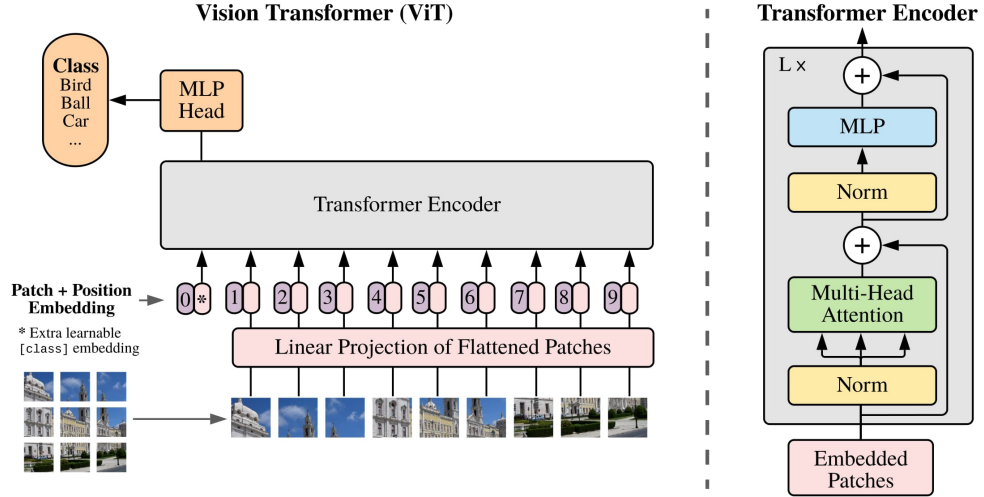 Vision Transformer (ViT)
Class
Bird
Ball
Car
...
MLP
Head
Transformer Encoder
Patch + Position
Embedding
* Extra learnable
[class] embedding
0 * 1 2 3 4 5 6 7 8 9
Linear Projection of Flattened Patches
Transformer Encoder
L x
+
MLP
Norm
+
Multi-Head
Attention
Norm
Embedded
Patches